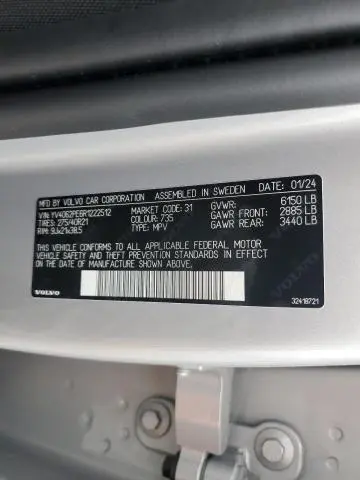 MFD BY VOLVO CAR CORPORATION ASSEMBLED IN SWEDEN DATE: 01/24
VIN: YV4062PE6R1222512 MARKET CODE: 31 GVWR: 6150 LB
TIRES: 275/40R21 COLOUR: 735 GAWR FRONT: 2885 LB
RIM: 9Jx21x38.5 TYPE: MPV GAWR REAR: 3440 LB
THIS VEHICLE CONFORMS TO ALL APPLICABLE FEDERAL MOTOR
VEHICLE SAFETY AND THEFT PREVENTION STANDARDS IN EFFECT
ON THE DATE OF MANUFACTURE SHOWN ABOVE.
VOLVO 32418721